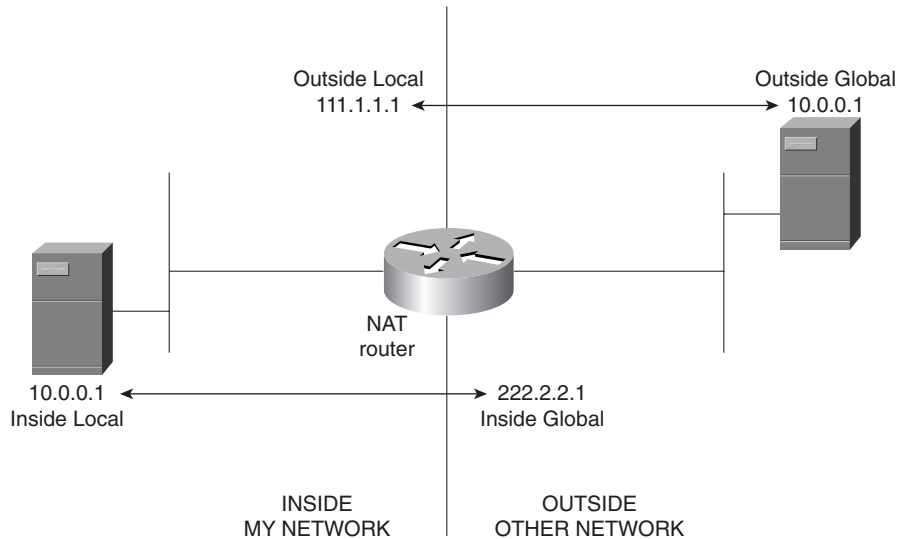 Outside Local
111.1.1.1
Outside Global
10.0.0.1
NAT
router
10.0.0.1
Inside Local
222.2.2.1
Inside Global
INSIDE
MY NETWORK
OUTSIDE
OTHER NETWORK